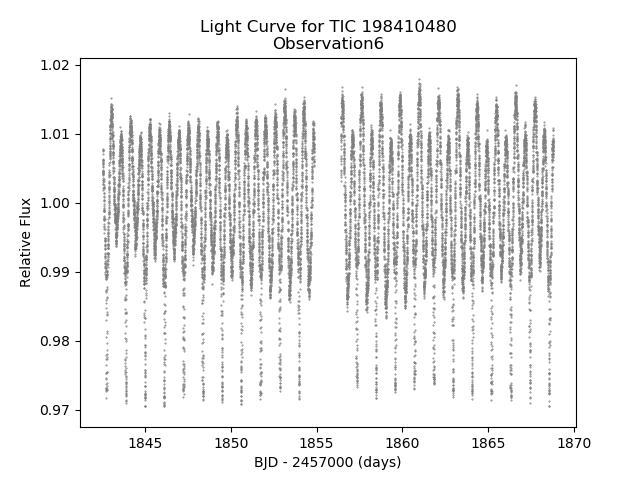 Light Curve for TIC 198410480
Observation6
1.02
1.01
1.00
0.99
0.98
0.97
Relative Flux
1845 1850 1855 1860 1865 1870
BJD - 2457000 (days)